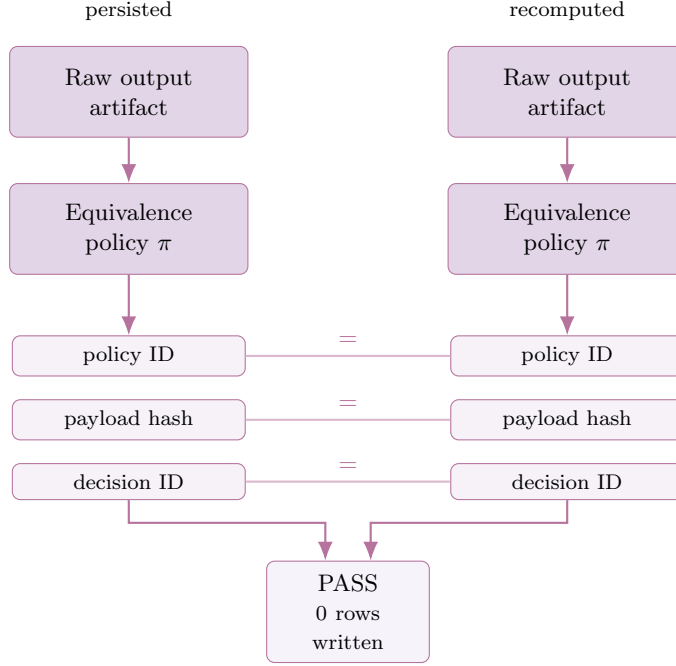 persisted
recomputed
Raw output
artifact
Raw output
artifact
Equivalence
policy π
Equivalence
policy π
policy ID
=
policy ID
payload hash
=
payload hash
decision ID
=
decision ID
PASS
0 rows
written